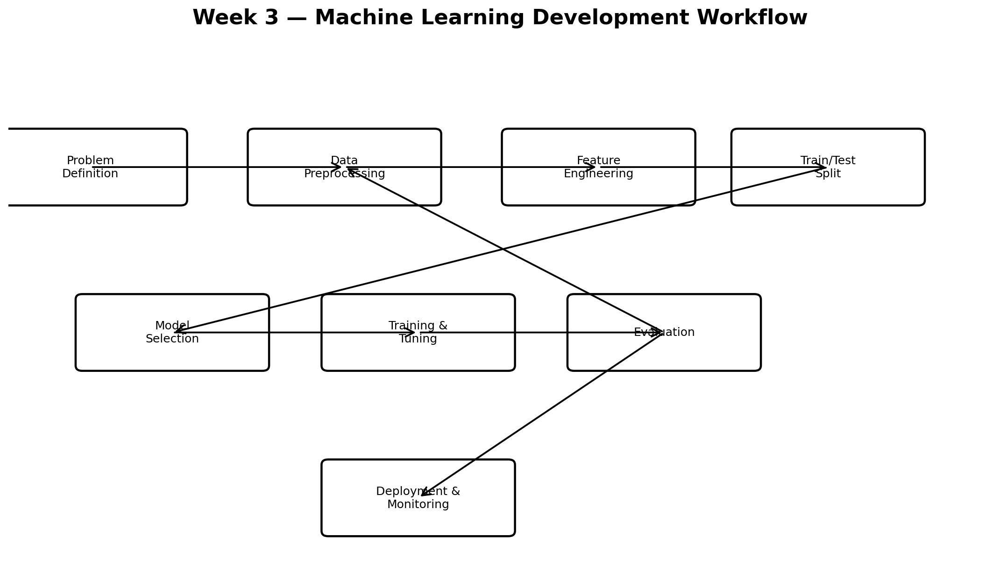 Week 3 — Machine Learning Development Workflow
Problem
Definition
Data
Preprocessing
Feature
Engineering
Train/Test
Split
Model
Selection
Training &
Tuning
Evaluation
Deployment &
Monitoring